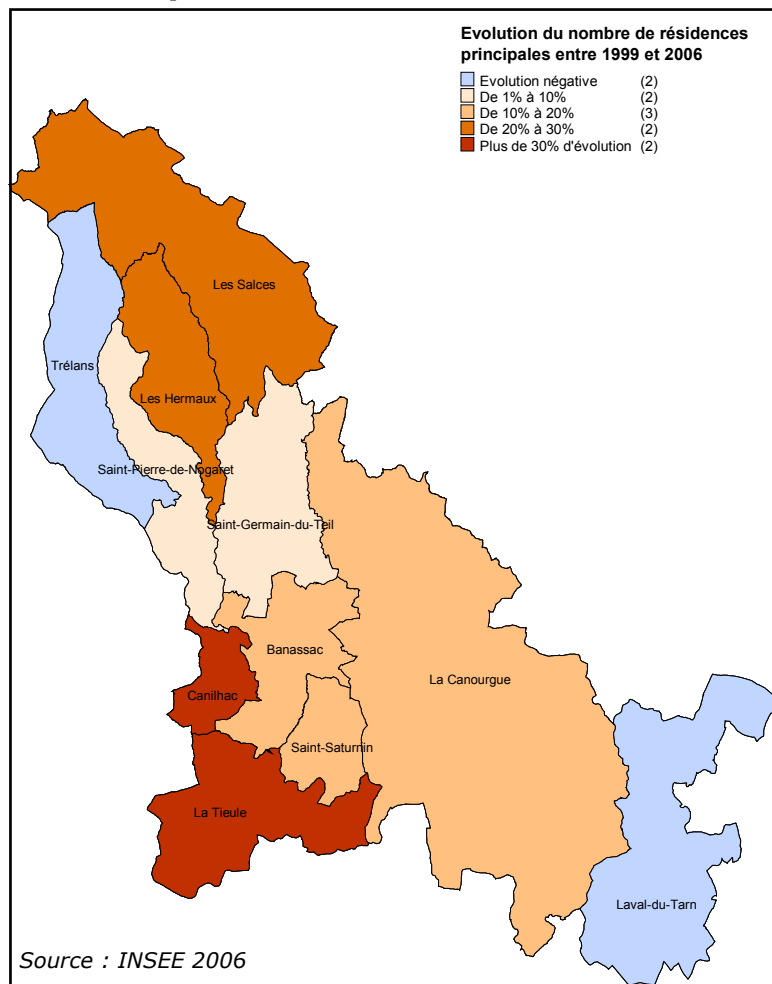 Evolution du nombre de résidences
principales entre 1999 et 2006
Evolution négative (2)
De 1% à 10% (2)
De 10% à 20% (3)
De 20% à 30% (2)
Plus de 30% d'évolution (2)
Les Salces
Trélans
Les Hermaux
Saint-Pierre-de-Nogaret
Saint-Germain-du-Teil
Banassac
La Canourgue
Canilhac
Saint-Saturnin
La Tieule
Laval-du-Tarn
Source : INSEE 2006